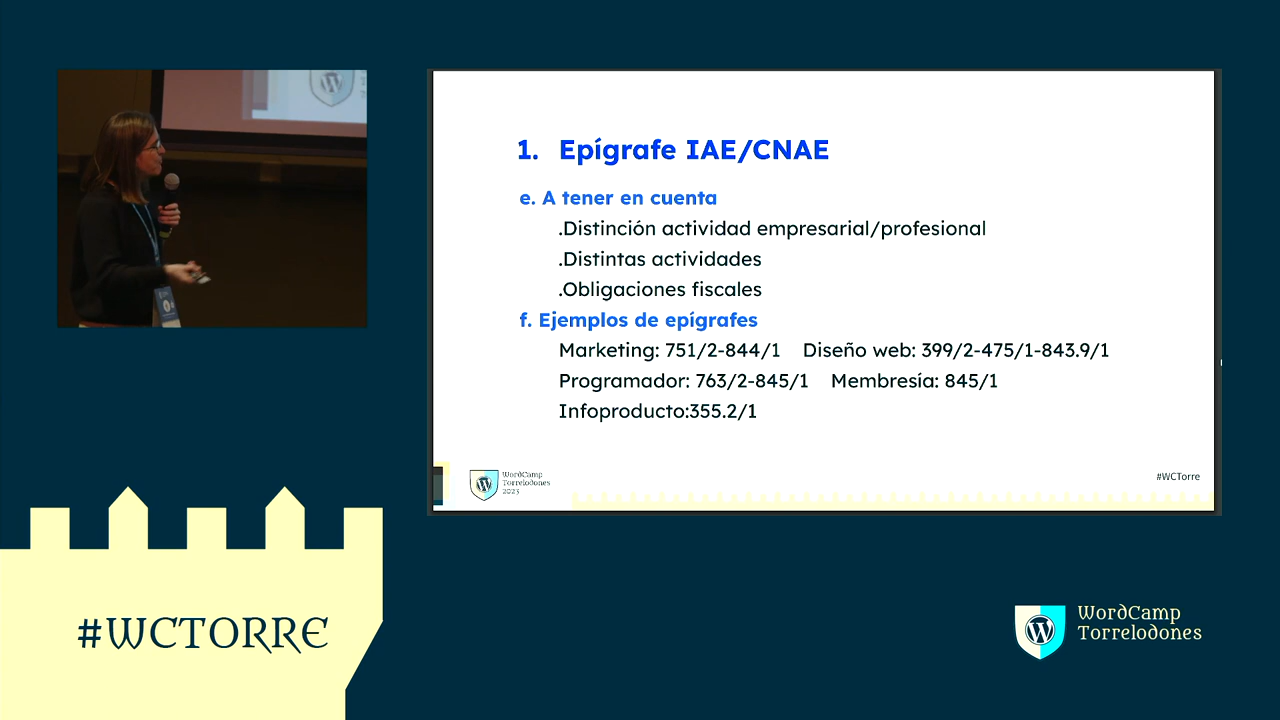 1. Epígrafe IAE/CNAE
e. A tener en cuenta
.Distinción actividad empresarial/profesional
.Distintas actividades
.Obligaciones fiscales
f. Ejemplos de epígrafes
Marketing: 751/2-844/1 Diseño web: 399/2-475/1-843.9/1
Programador: 763/2-845/1 Membresía: 845/1
Infoproducto:355.2/1
WordCamp
Torrelodones
2023
#WCTorre
#WCTORRE
WordCamp
Torrelodones